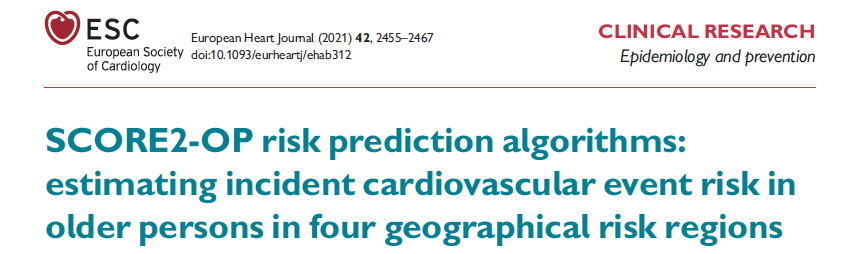 ESC
European Society
of Cardiology
European Heart Journal (2021) 42, 2455–2467
doi:10.1093/eurheartj/ehab312
CLINICAL RESEARCH
Epidemiology and prevention
SCORE2-OP risk prediction algorithms:
estimating incident cardiovascular event risk in
older persons in four geographical risk regions